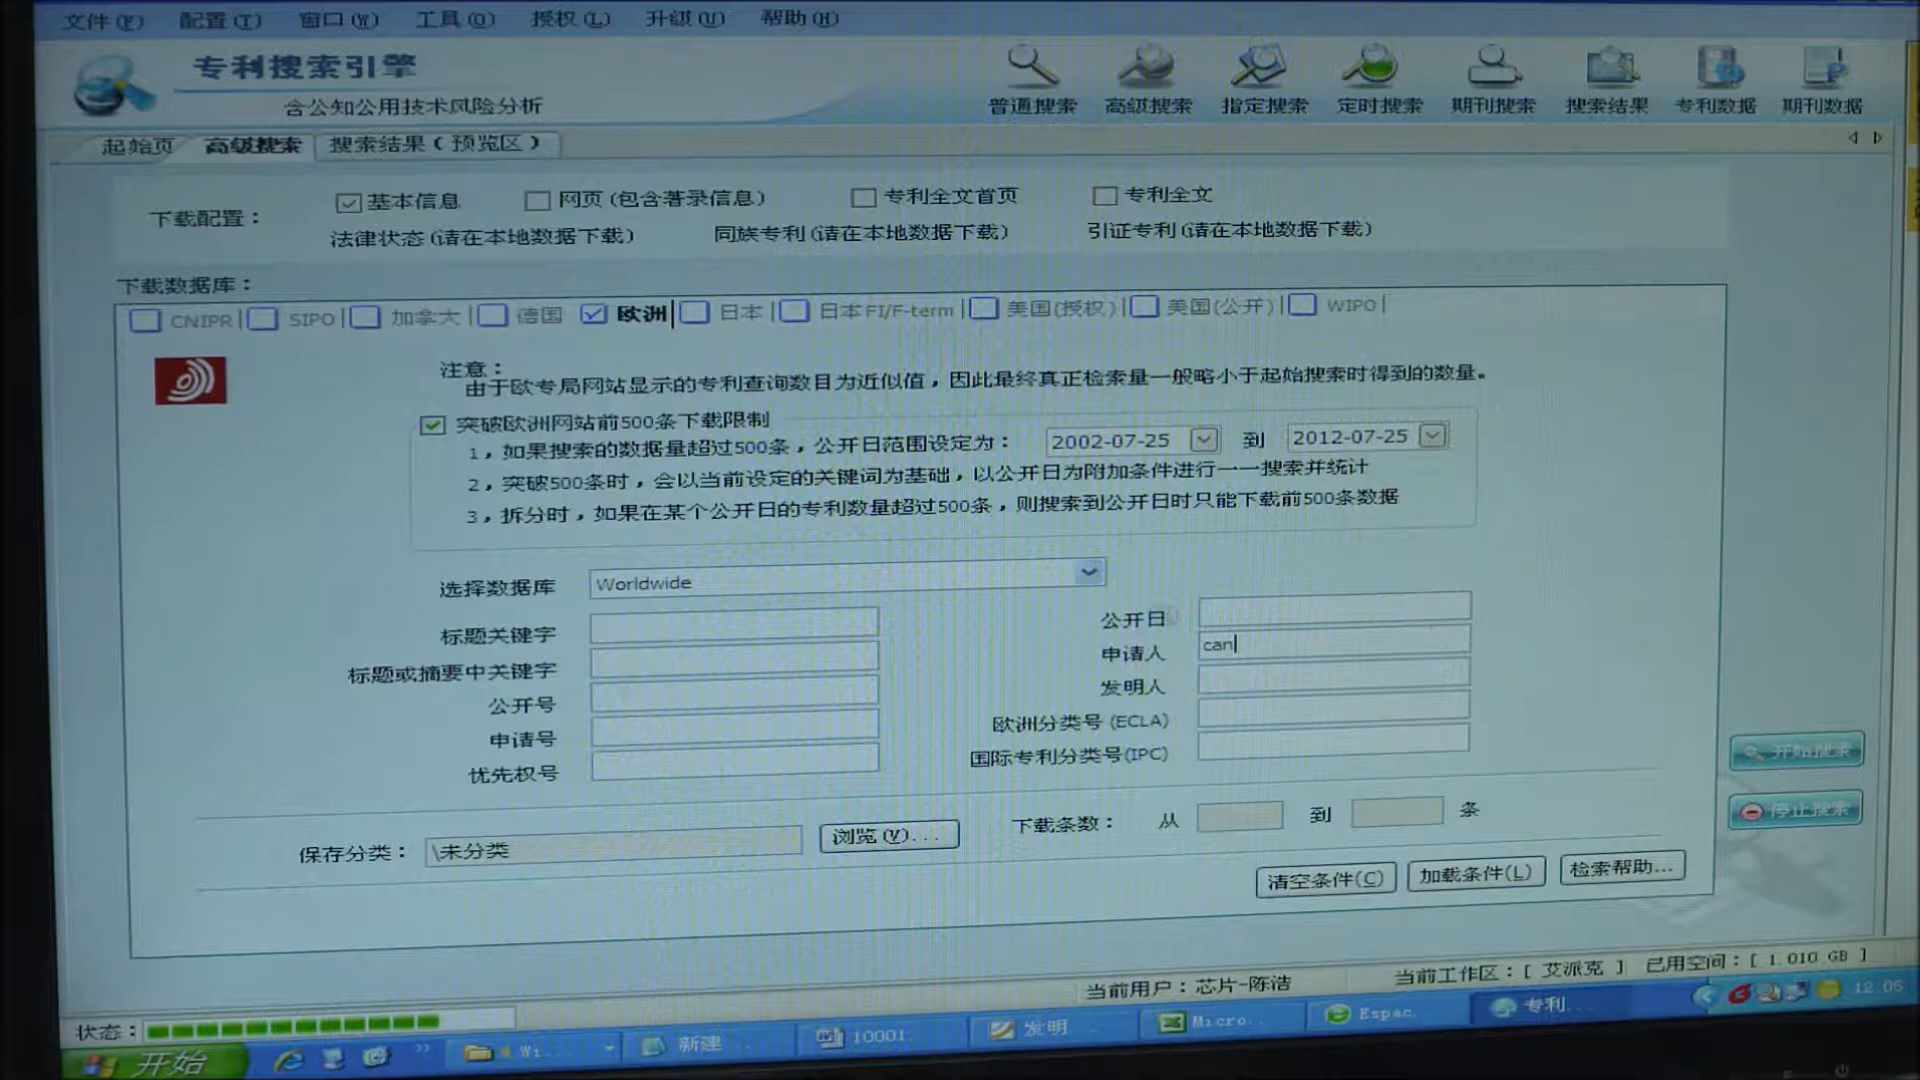 文件(F) 配置(T) 窗口(W) 工具(O) 授权(L) 升级(U) 帮助(H)
专利搜索引擎
含公知公用技术风险分析
普通搜索 高级搜索 指定搜索 定时搜索 期刊搜索 搜索结果 专利数据 期刊数据
起始页 高级搜索 搜索结果(预览区)
下载配置: 基本信息 网页(包含著录信息) 专利全文首页 专利全文
法律状态(请在本地数据下载) 同族专利(请在本地数据下载) 引证专利(请在本地数据下载)
下载数据库:
CNIPR| SIPO| 加拿大| 德国 欧洲| 日本| 日本FI/F-term| 美国(授权)| 美国(公开)| WIPO|
注意:
由于欧专局网站显示的专利查询数目为近似值,因此最终真正检索量一般略小于起始搜索时得到的数量。
突破欧洲网站前500条下载限制
1,如果搜索的数据量超过500条,公开日范围设定为: 2002-07-25 到 2012-07-25
2,突破500条时,会以当前设定的关键词为基础,以公开日为附加条件进行一一搜索并统计
3,拆分时,如果在某个公开日的专利数量超过500条,则搜索到公开日时只能下载前500条数据
选择数据库 Worldwide
标题关键字 公开日
标题或摘要中关键字 申请人 can
公开号 发明人
申请号 欧洲分类号(ECLA)
优先权号 国际专利分类号(IPC)
开始搜索
停止搜索
保存分类: \未分类 浏览(V)... 下载条数: 从 到 条
清空条件(C) 加载条件(L) 检索帮助...
当前用户:芯片-陈浩 当前工作区:[ 艾派克 ] 已用空间:[ 1.010 GB ]
状态:
开始 Wi... 新建 ... 10001. 发明 Micro.. Espac. 专利... 12:05